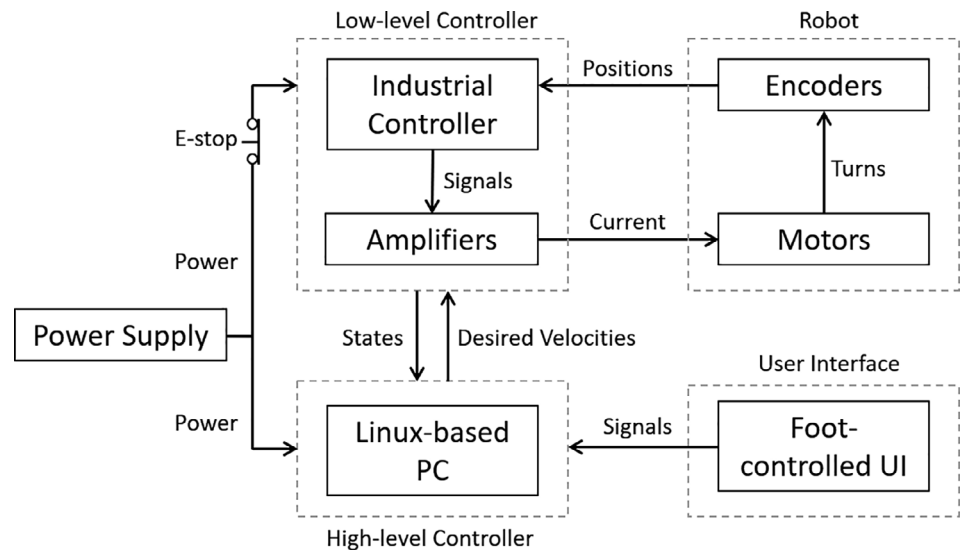 Low-level Controller
Robot
Industrial
Controller
Positions
Encoders
E-stop
Signals
Turns
Amplifiers
Current
Motors
Power
Power Supply
States
Desired Velocities
User Interface
Power
Linux-based
PC
Signals
Foot-
controlled UI
High-level Controller